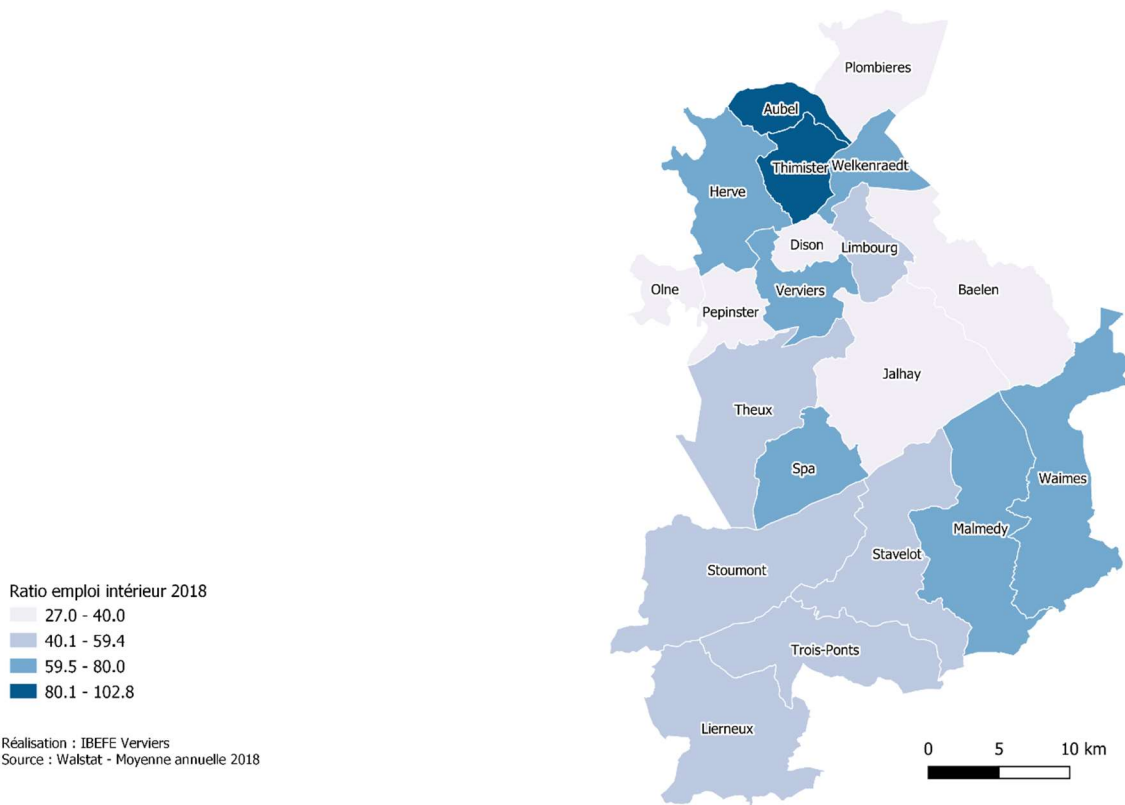 Plombieres
Aubel
Thimister
Welkenraedt
Herve
Dison
Limbourg
Olne
Pepinster
Verviers
Baelen
Jalhay
Theux
Spa
Waimes
Malmedy
Stavelot
Stoumont
Trois-Ponts
Lierneux
Ratio emploi intérieur 2018
27.0 - 40.0
40.1 - 59.4
59.5 - 80.0
80.1 - 102.8
Réalisation : IBEFE Verviers
Source : Walstat - Moyenne annuelle 2018
0 5 10 km